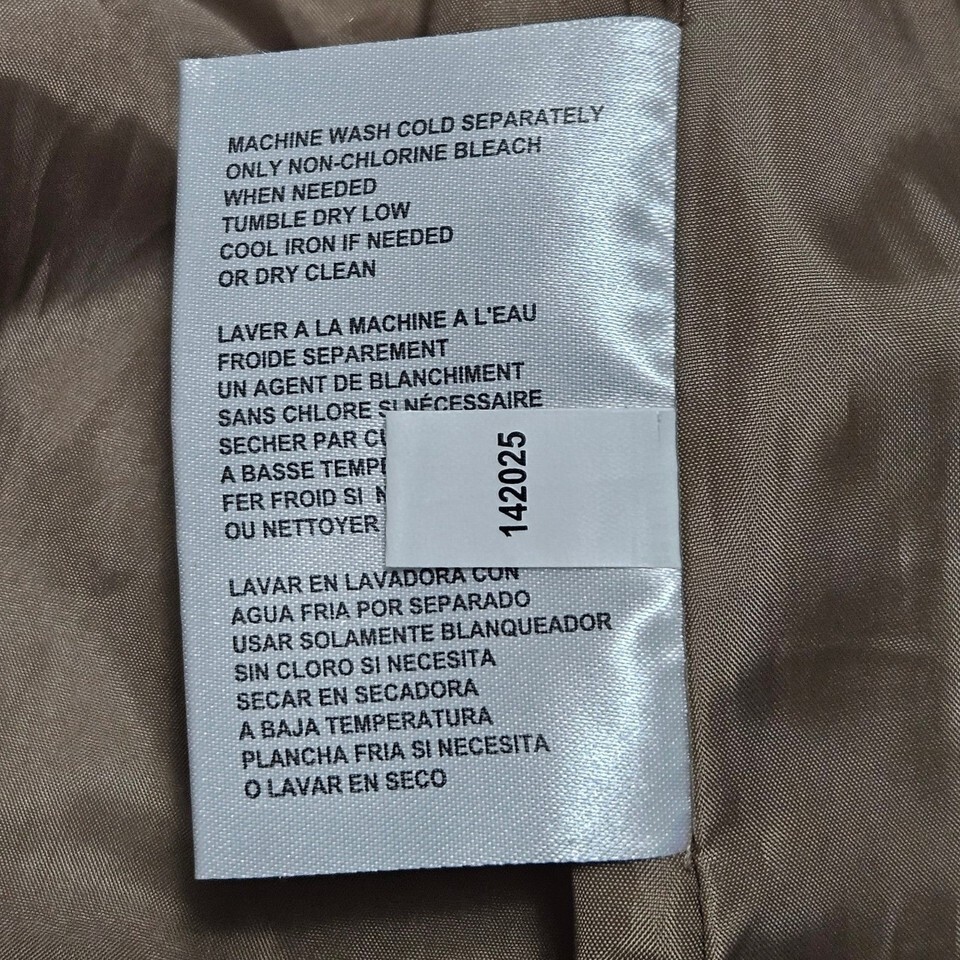 MACHINE WASH COLD SEPARATELY
ONLY NON-CHLORINE BLEACH
WHEN NEEDED
TUMBLE DRY LOW
COOL IRON IF NEEDED
OR DRY CLEAN
LAVER A LA MACHINE A L'EAU
FROIDE SEPAREMENT
UN AGENT DE BLANCHIMENT
SANS CHLORE SI NÉCESSAIRE
SECHER PAR
A BASSE
FER FROID SI
OU NETTOYER
142025
LAVAR EN LAVADORA CON
AGUA FRIA POR SEPARADO
USAR SOLAMENTE BLANQUEADOR
SIN CLORO SI NECESITA
SECAR EN SECADORA
A BAJA TEMPERATURA
PLANCHA FRIA SI NECESITA
O LAVAR EN SECO